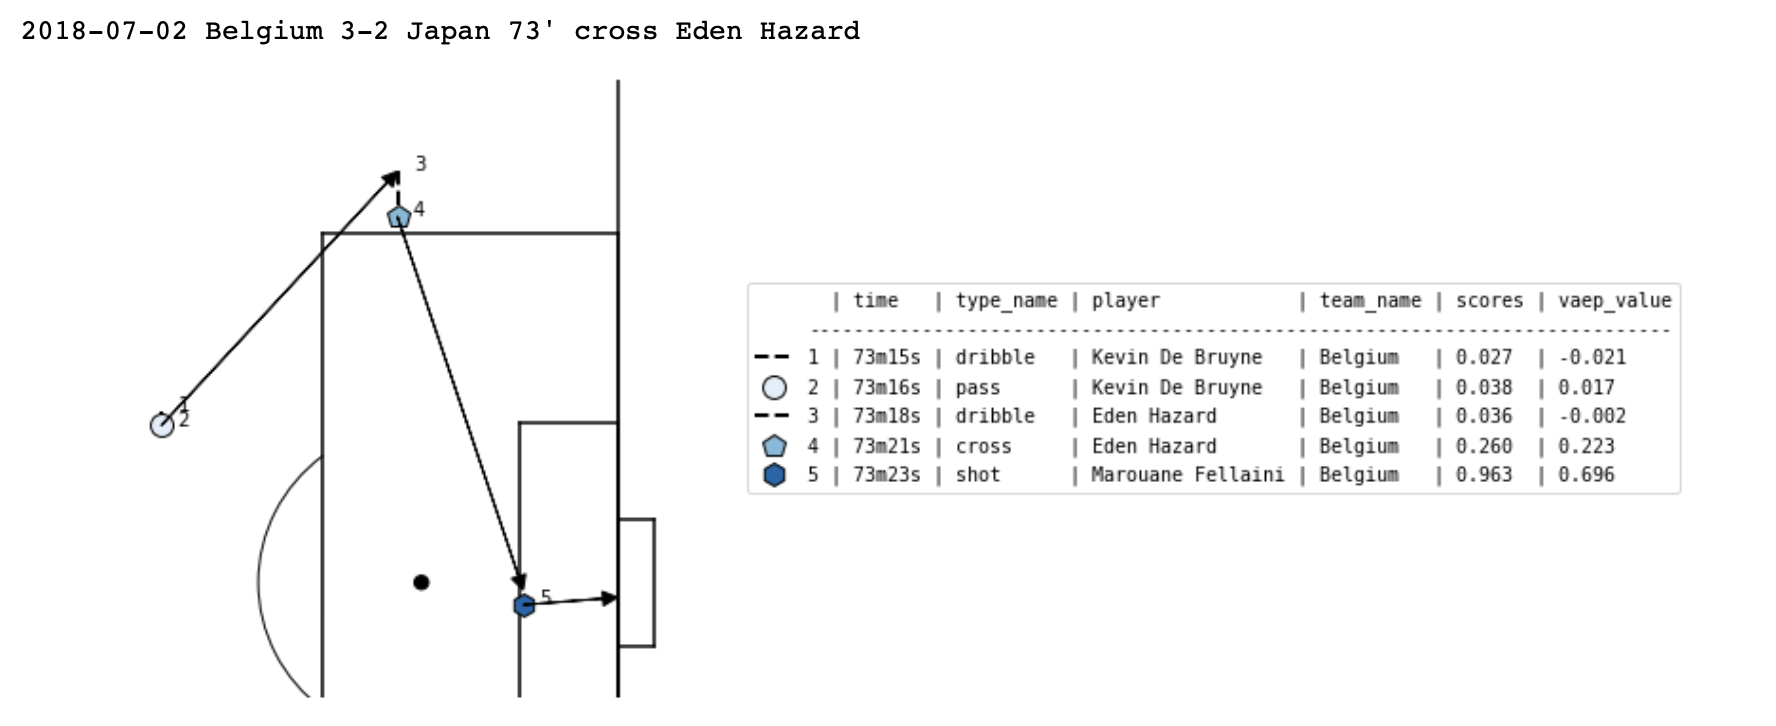 2018-07-02 Belgium 3-2 Japan 73' cross Eden Hazard
3
4
1
2
5
| time | type_name | player | team_name | scores | vaep_value
--------------------------------------------------------------------------------
1 | 73m15s | dribble | Kevin De Bruyne | Belgium | 0.027 | -0.021
2 | 73m16s | pass | Kevin De Bruyne | Belgium | 0.038 | 0.017
3 | 73m18s | dribble | Eden Hazard | Belgium | 0.036 | -0.002
4 | 73m21s | cross | Eden Hazard | Belgium | 0.260 | 0.223
5 | 73m23s | shot | Marouane Fellaini | Belgium | 0.963 | 0.696